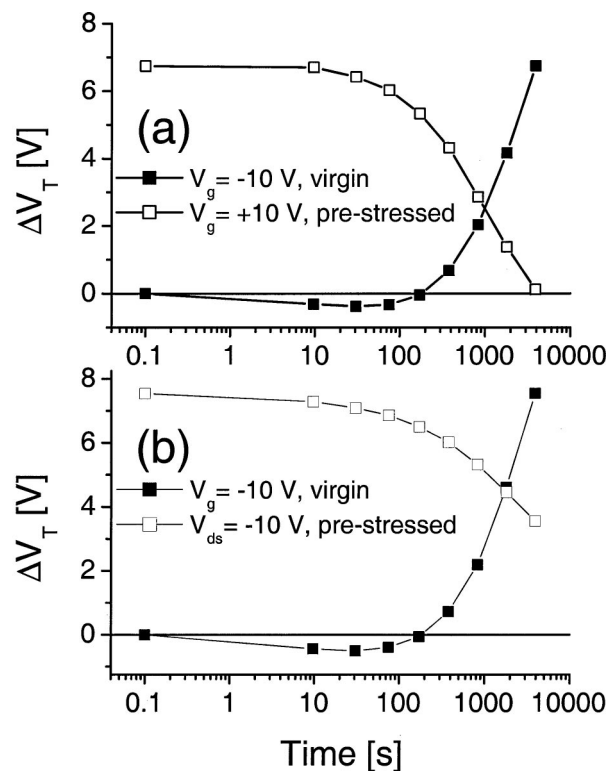 8
6
4
2
0
ΔV_T [V]
(a)
V_g= -10 V, virgin
V_g= +10 V, pre-stressed
0.1 1 10 100 1000 10000
8
6
4
2
0
ΔV_T [V]
(b)
V_g= -10 V, virgin
V_ds= -10 V, pre-stressed
0.1 1 10 100 1000 10000
Time [s]